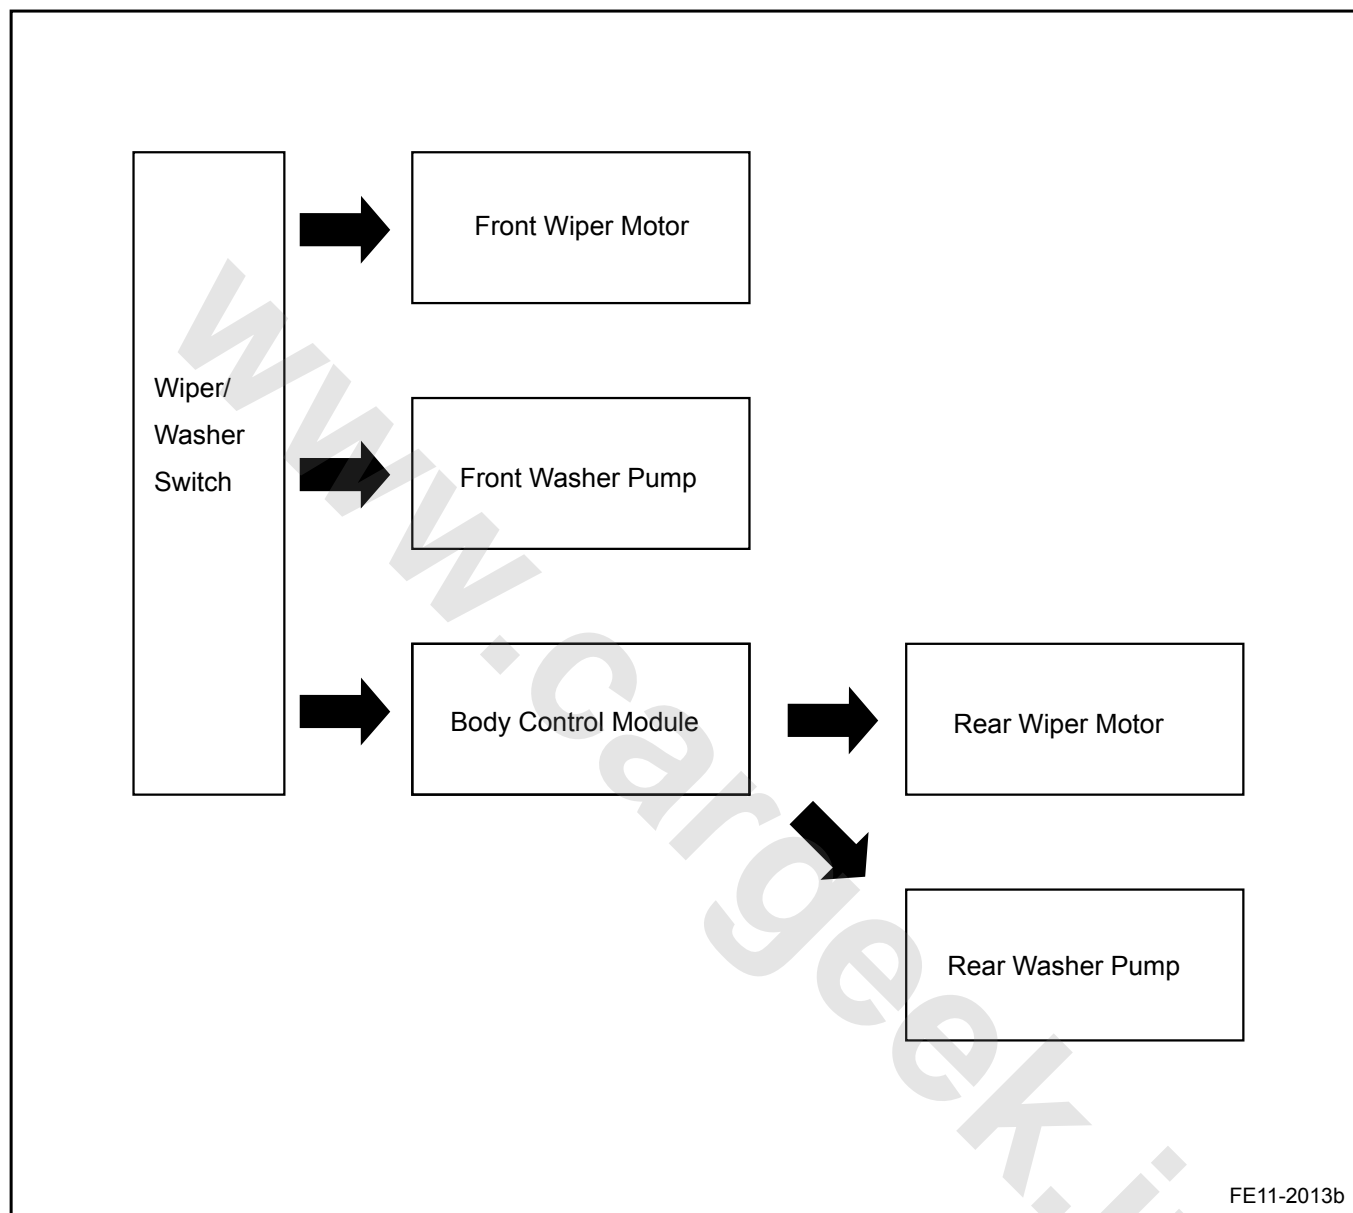 Front Wiper Motor
Wiper/
Washer
Switch
Front Washer Pump
Body Control Module
Rear Wiper Motor
Rear Washer Pump
FE11-2013b
www.cargeek.i